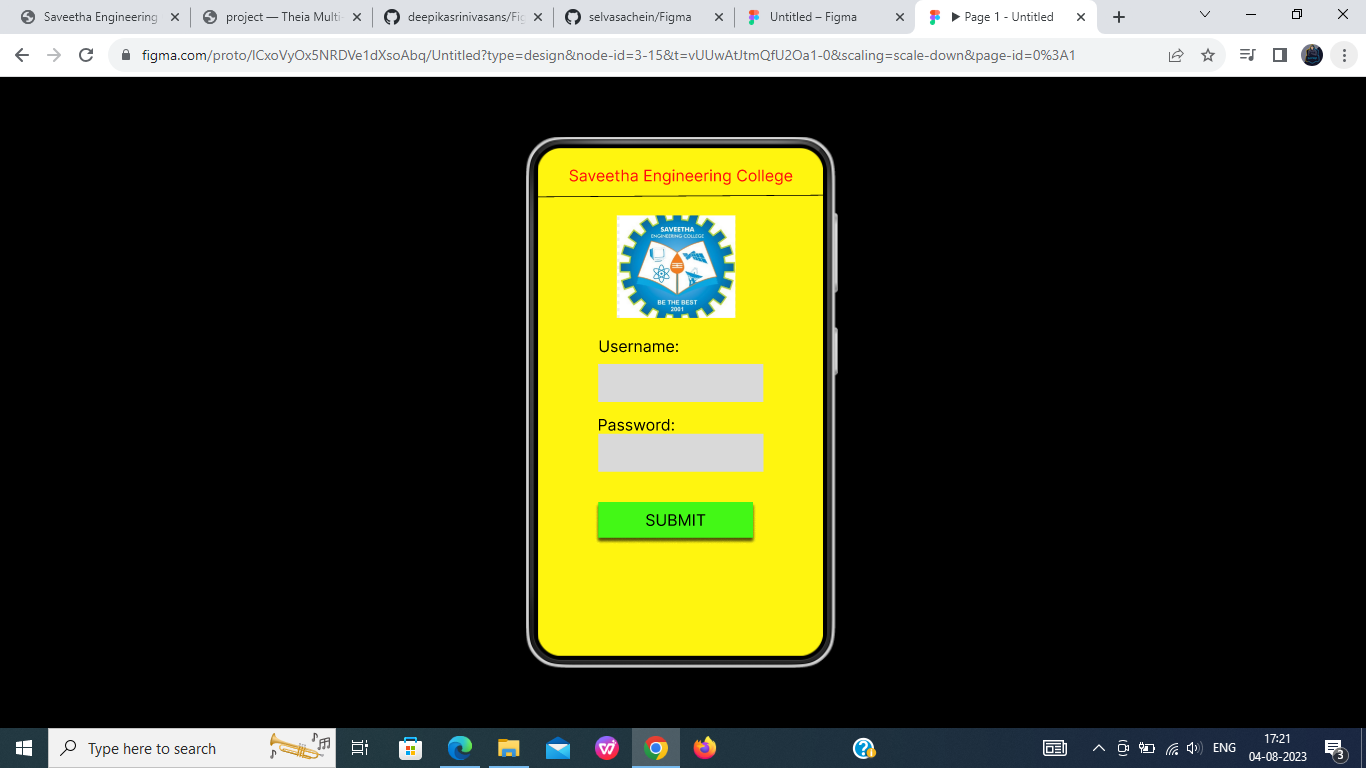 Saveetha Engineering
project — Theia Multi-
deepikasrinivasans/Fig
selvasachein/Figma
Untitled – Figma
▶ Page 1 - Untitled
figma.com/proto/lCxoVyOx5NRDVe1dXsoAbq/Untitled?type=design&node-id=3-15&t=vUUwAtJtmQfU2Oa1-0&scaling=scale-down&page-id=0%3A1
Saveetha Engineering College
SAVEETHA
ENGINEERING COLLEGE
BE THE BEST
2001
Username:
Password:
SUBMIT
Type here to search
ENG
17:21
04-08-2023
3